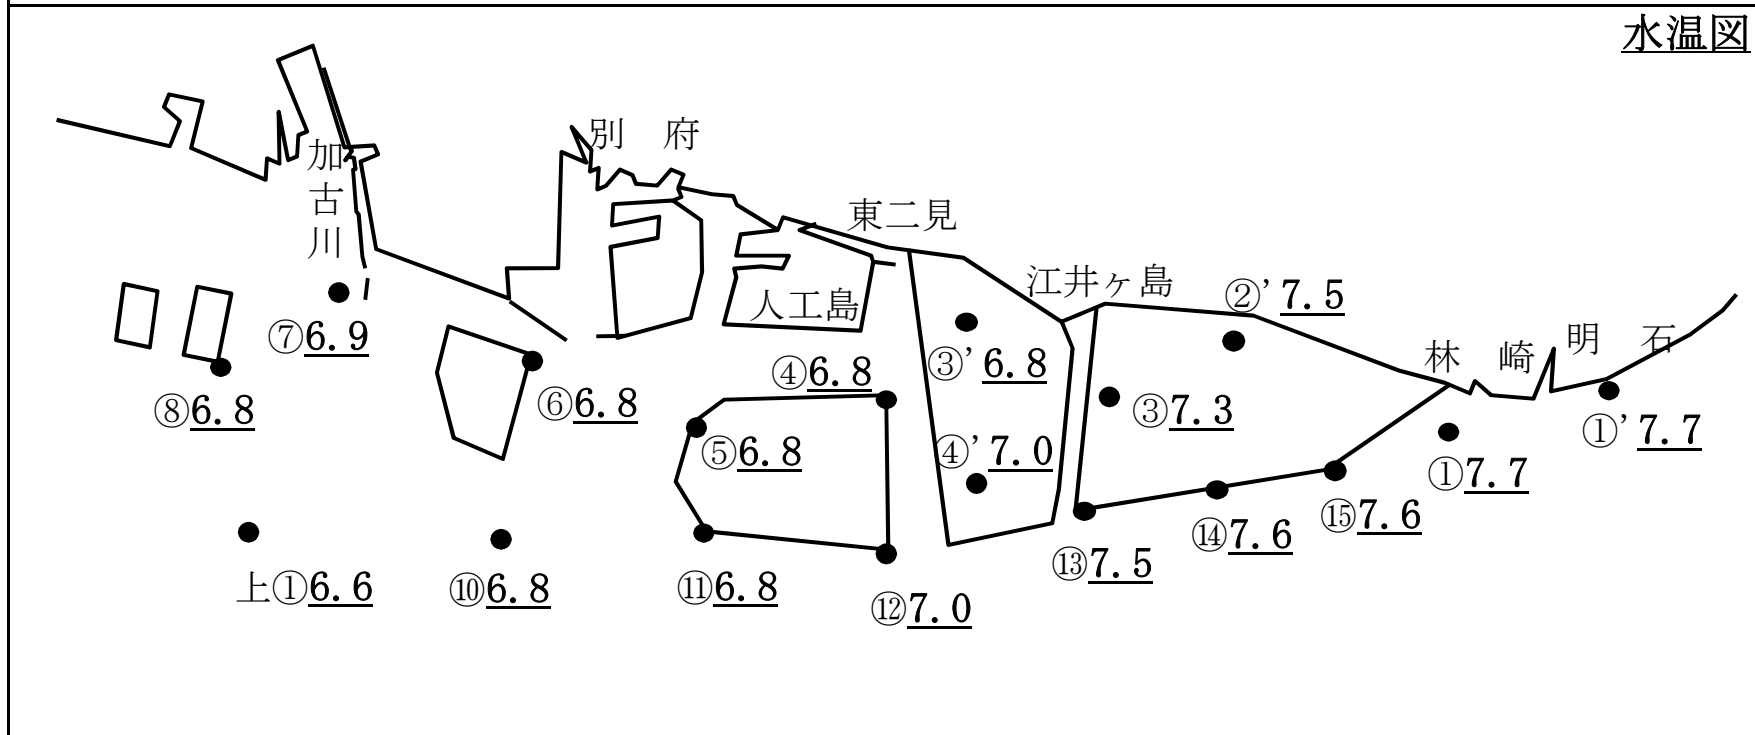 水温図
別 府
加古川
東二見
江井ヶ島
②' 7.5
人工島
⑦6.9
林 崎 明 石
③' 6.8
④6.8
⑧6.8
⑥6.8
③7.3
①' 7.7
⑤6.8
④' 7.0
①7.7
⑮7.6
⑭7.6
⑬7.5
上①6.6
⑩6.8
⑪6.8
⑫7.0